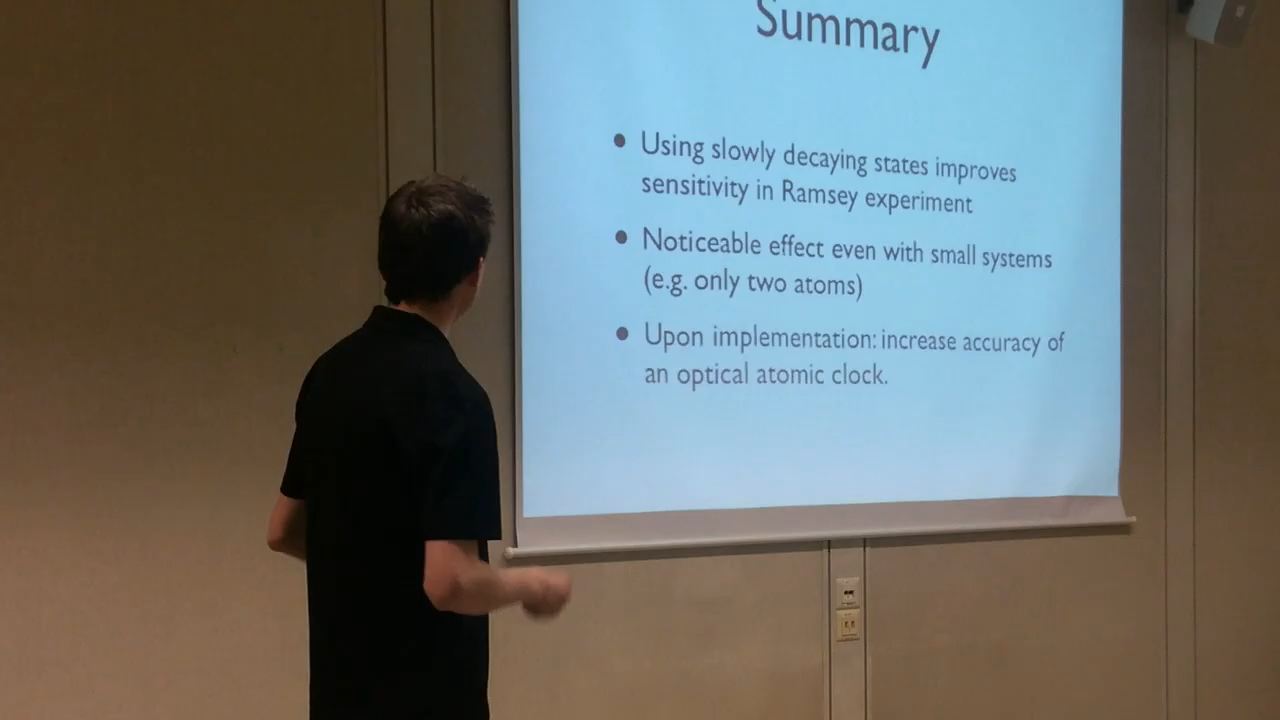 Summary
• Using slowly decaying states improves
sensitivity in Ramsey experiment
• Noticeable effect even with small systems
(e.g. only two atoms)
• Upon implementation: increase accuracy of
an optical atomic clock.